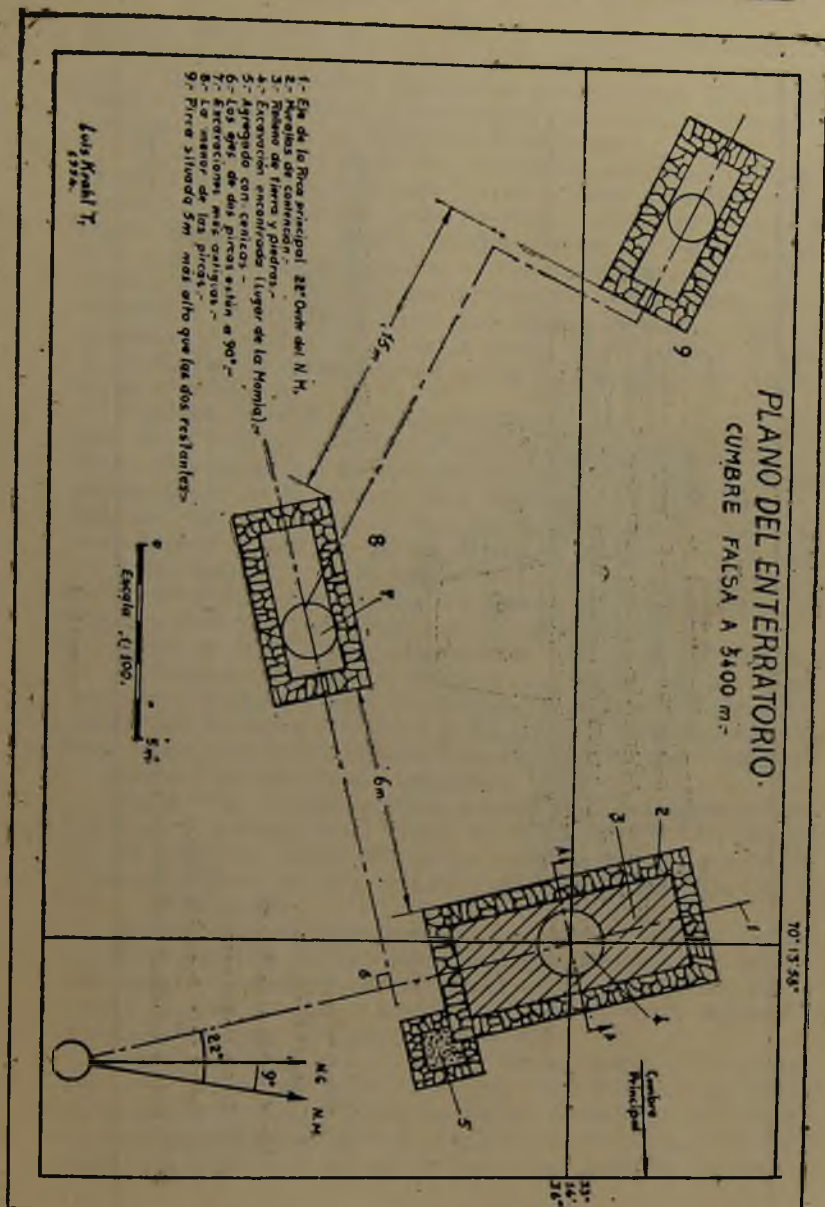 PLANO DEL ENTERRATORIO.
CUMBRE FALSA A 5400 m.-
70° 13' 55"
33°
16'
36"
Cumbre
Principal
1
2
3
4
5
6
7
8
9
A
A'
15m
6m
22°
9°
N.G
N.M.
1- Eje de la Pirca principal 22° Oeste del N.M.
2- Murallas de contención.-
3- Relleno de tierra y piedras.-
4- Excavación encontrada (lugar de la Momia).-
5- Agregado con cenizas.-
6- Los ejes de dos pircas están a 90°.-
7- Excavaciones más antiguas.-
8- La menor de las pircas.-
9- Pirca situada 5m más alto que las dos restantes.-
0
5m
Escala 1:100.
Luis Krahl T.